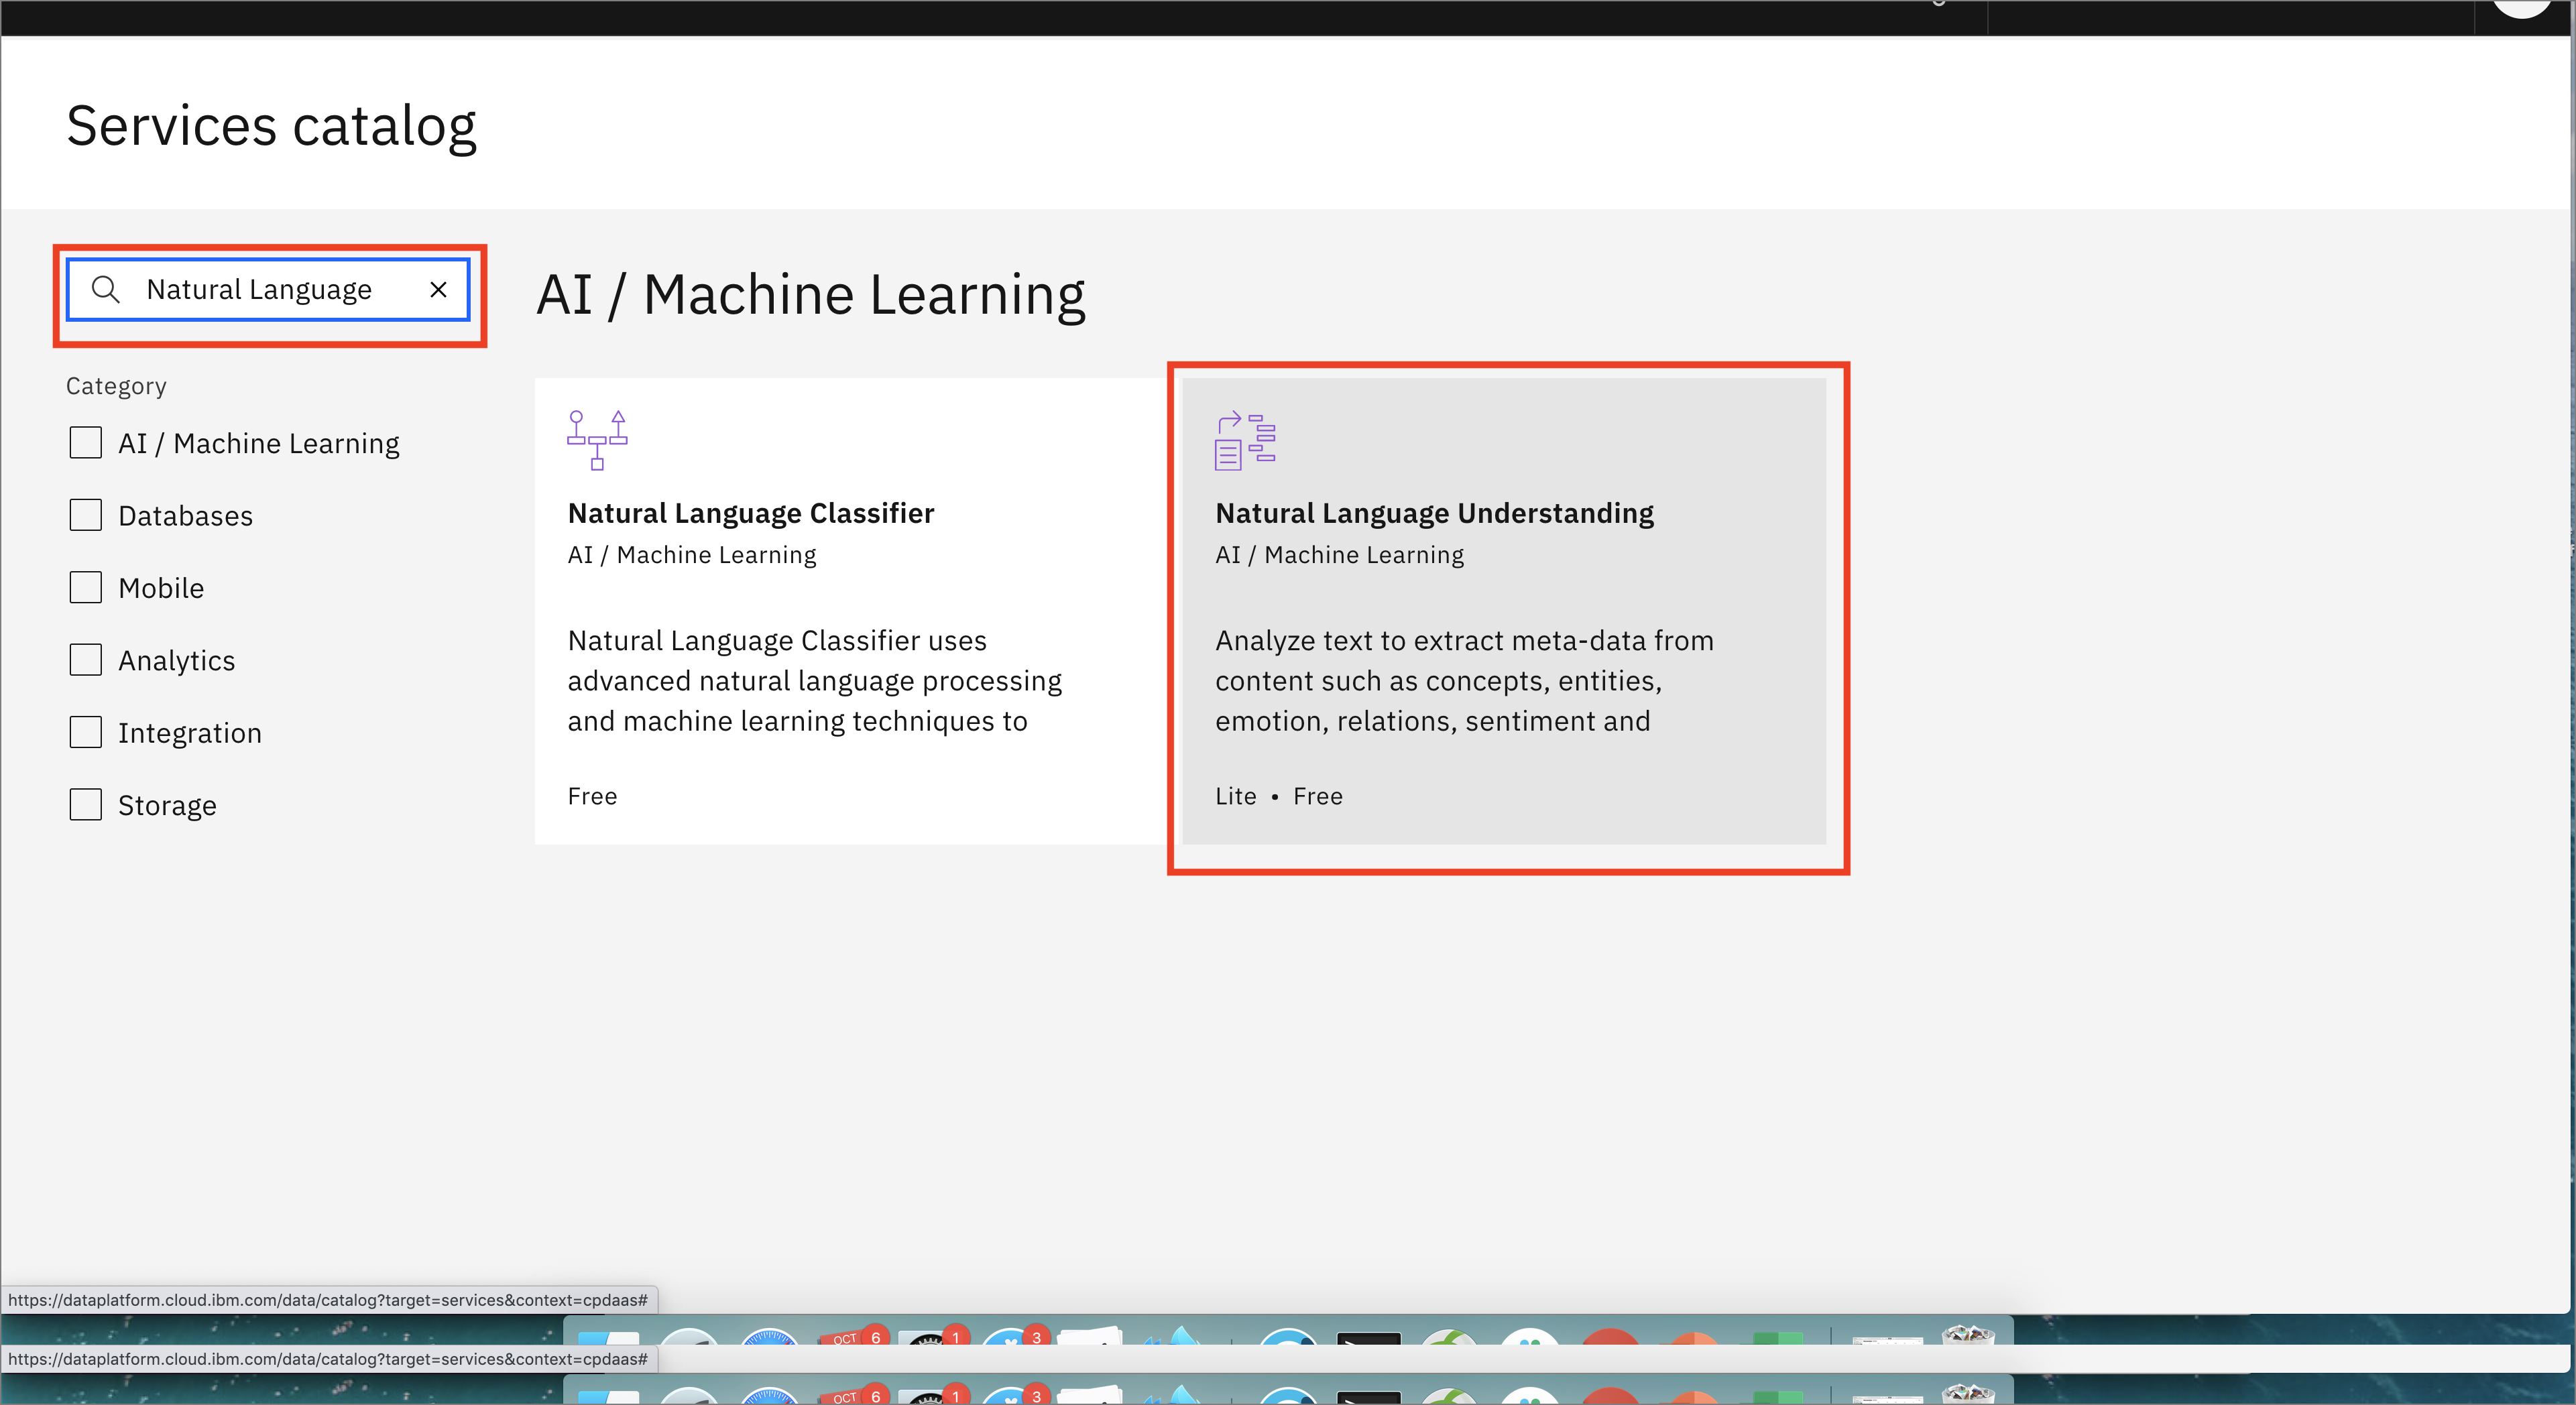 Services catalog
Natural Language
Category
AI / Machine Learning
Databases
Mobile
Analytics
Integration
Storage
AI / Machine Learning
Natural Language Classifier
AI / Machine Learning
Natural Language Classifier uses
advanced natural language processing
and machine learning techniques to
Free
Natural Language Understanding
AI / Machine Learning
Analyze text to extract meta-data from
content such as concepts, entities,
emotion, relations, sentiment and
Lite • Free
https://dataplatform.cloud.ibm.com/data/catalog?target=services&context=cpdaas#
OCT 6 1 3
https://dataplatform.cloud.ibm.com/data/catalog?target=services&context=cpdaas#
OCT 6 1 3